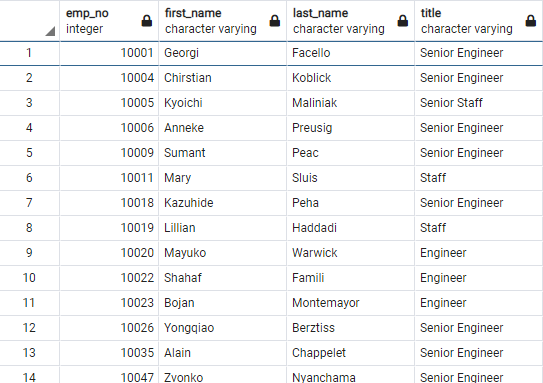 emp_no first_name last_name title
integer character varying character varying character varying
1 10001 Georgi Facello Senior Engineer
2 10004 Chirstian Koblick Senior Engineer
3 10005 Kyoichi Maliniak Senior Staff
4 10006 Anneke Preusig Senior Engineer
5 10009 Sumant Peac Senior Engineer
6 10011 Mary Sluis Staff
7 10018 Kazuhide Peha Senior Engineer
8 10019 Lillian Haddadi Staff
9 10020 Mayuko Warwick Engineer
10 10022 Shahaf Famili Engineer
11 10023 Bojan Montemayor Engineer
12 10026 Yongqiao Berztiss Senior Engineer
13 10035 Alain Chappelet Senior Engineer
14 10047 Zvonko Nyanchama Senior Engineer